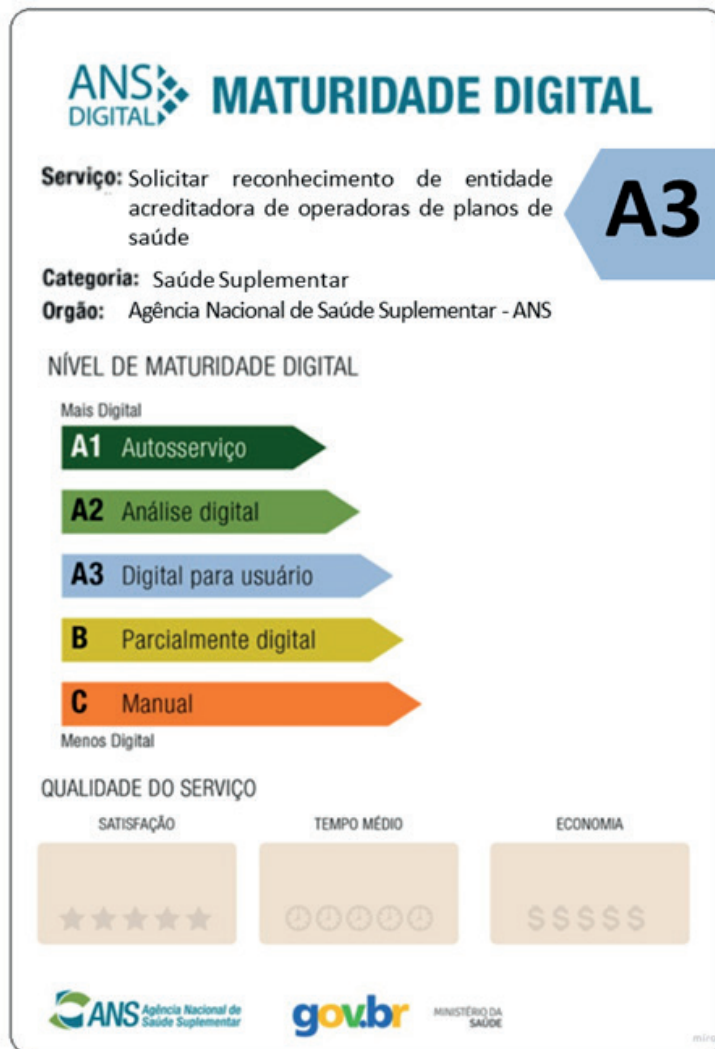 ANS
DIGITAL
MATURIDADE DIGITAL
Serviço: Solicitar reconhecimento de entidade
acreditadora de operadoras de planos de
saúde
A3
Categoria: Saúde Suplementar
Orgão: Agência Nacional de Saúde Suplementar - ANS
NÍVEL DE MATURIDADE DIGITAL
Mais Digital
A1 Autosserviço
A2 Análise digital
A3 Digital para usuário
B Parcialmente digital
C Manual
Menos Digital
QUALIDADE DO SERVIÇO
SATISFAÇÃO TEMPO MÉDIO ECONOMIA
$$$$$
ANS Agência Nacional de
Saúde Suplementar
gov.br
MINISTÉRIO DA
SAÚDE
miro